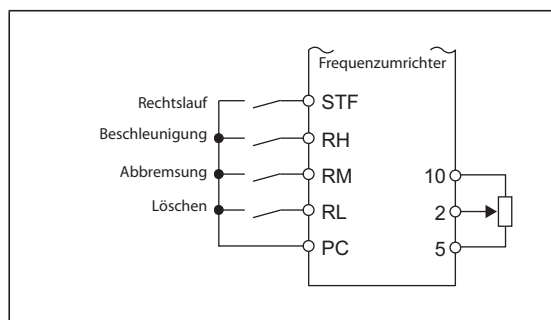 Frequenzumrichter
Rechtslauf STF
Beschleunigung RH
Abbremsung RM 10
Löschen RL 2
PC 5